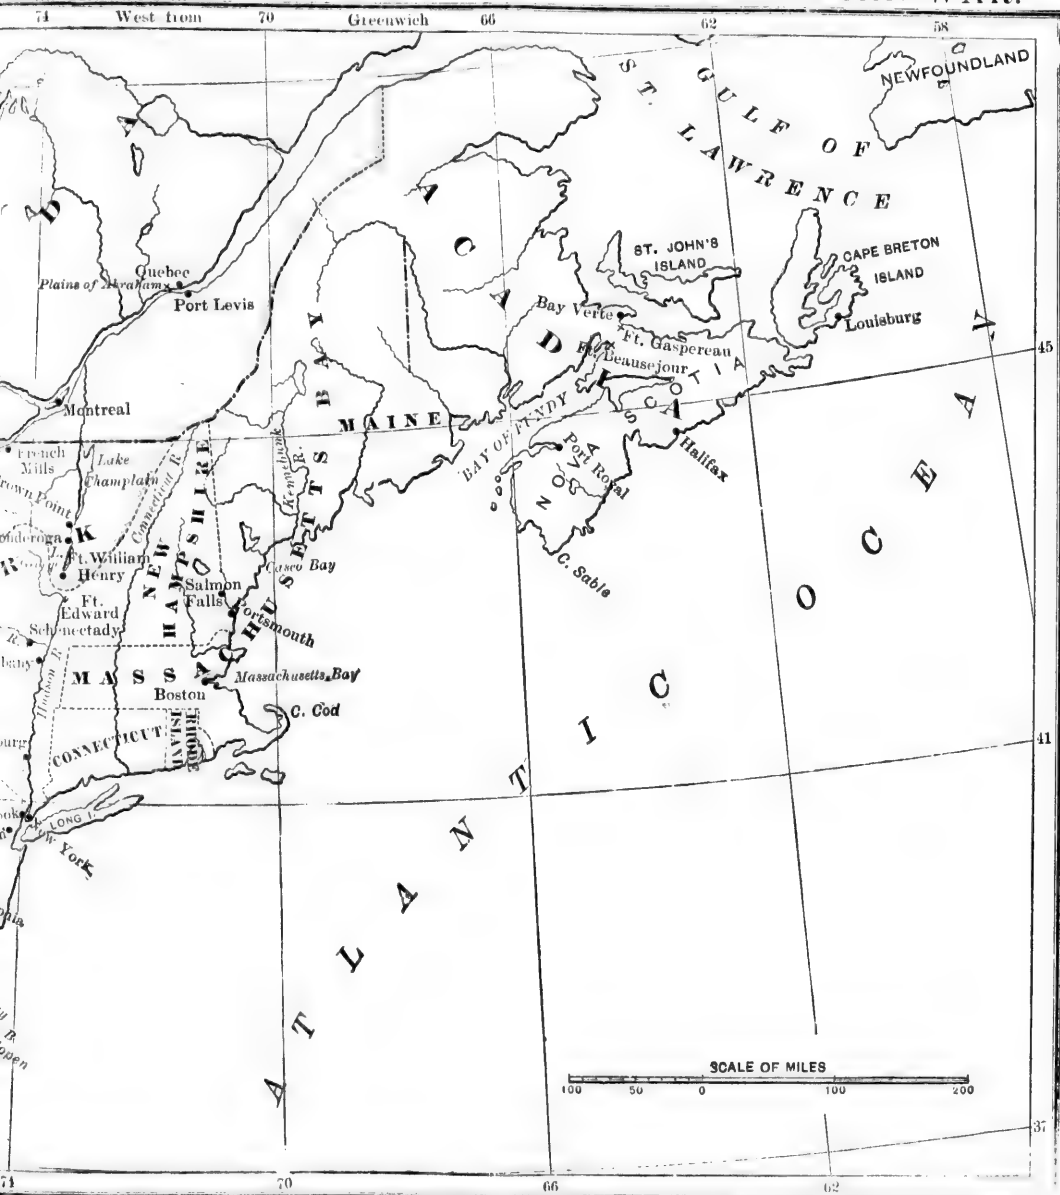 74 West from 70 Greenwich 66 62 58
NEWFOUNDLAND
GULF OF
ST. LAWRENCE
ST. JOHN'S
ISLAND
CAPE BRETON
ISLAND
Louisburg
ACADIA
Quebec
Plains of Abraham
Port Levis
Bay Verte
Ft. Gaspereau
Ft. Beausejour
Montreal
MAINE
BAY OF FUNDY
NOVA SCOTIA
Halifax
Port Royal
C. Sable
45
French
Mills
Lake
Champlain
Crown Point
Connecticut R.
Kennebunk
Kennebec R.
Ft. William
Henry
Ft.
Edward
Schenectady
Hudson R.
NEW
HAMPSHIRE
Salmon
Falls
Portsmouth
Casco Bay
MASSACHUSETTS BAY
Boston
Massachusetts Bay
C. Cod
CONNECTICUT
RHODE
ISLAND
LONG I.
New York
41
ATLANTIC OCEAN
SCALE OF MILES
100 50 0 100 200
37
74 70 66 62